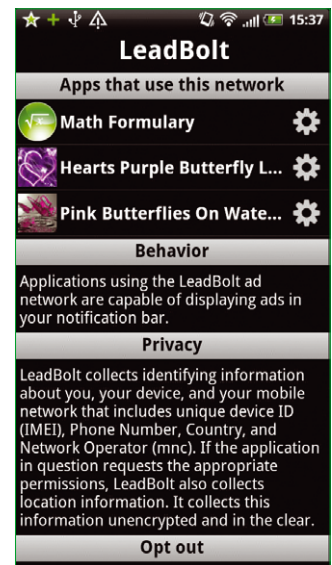 15:37
LeadBolt
Apps that use this network
Math Formulary
Hearts Purple Butterfly L...
Pink Butterflies On Wate...
Behavior
Applications using the LeadBolt ad
network are capable of displaying ads in
your notification bar.
Privacy
LeadBolt collects identifying information
about you, your device, and your mobile
network that includes unique device ID
(IMEI), Phone Number, Country, and
Network Operator (mnc). If the application
in question requests the appropriate
permissions, LeadBolt also collects
location information. It collects this
information unencrypted and in the clear.
Opt out